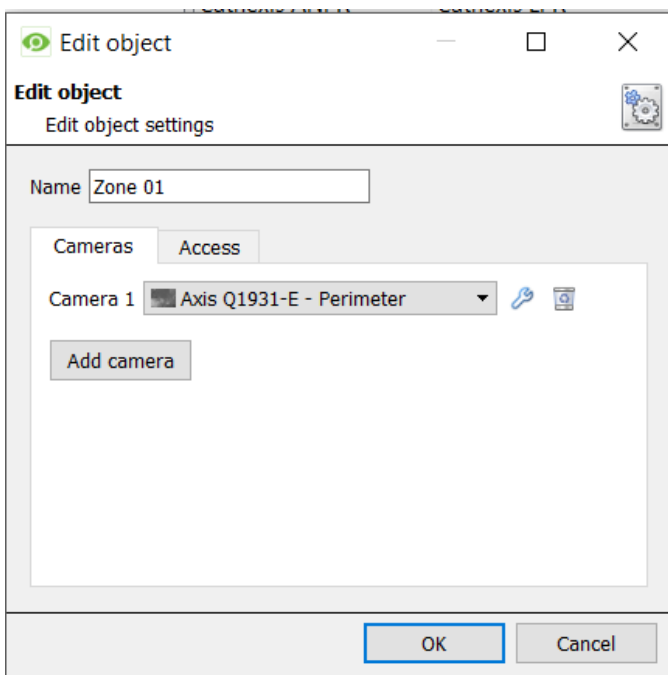 Edit object
Edit object
Edit object settings
Name Zone 01
Cameras Access
Camera 1 Axis Q1931-E - Perimeter
Add camera
OK Cancel